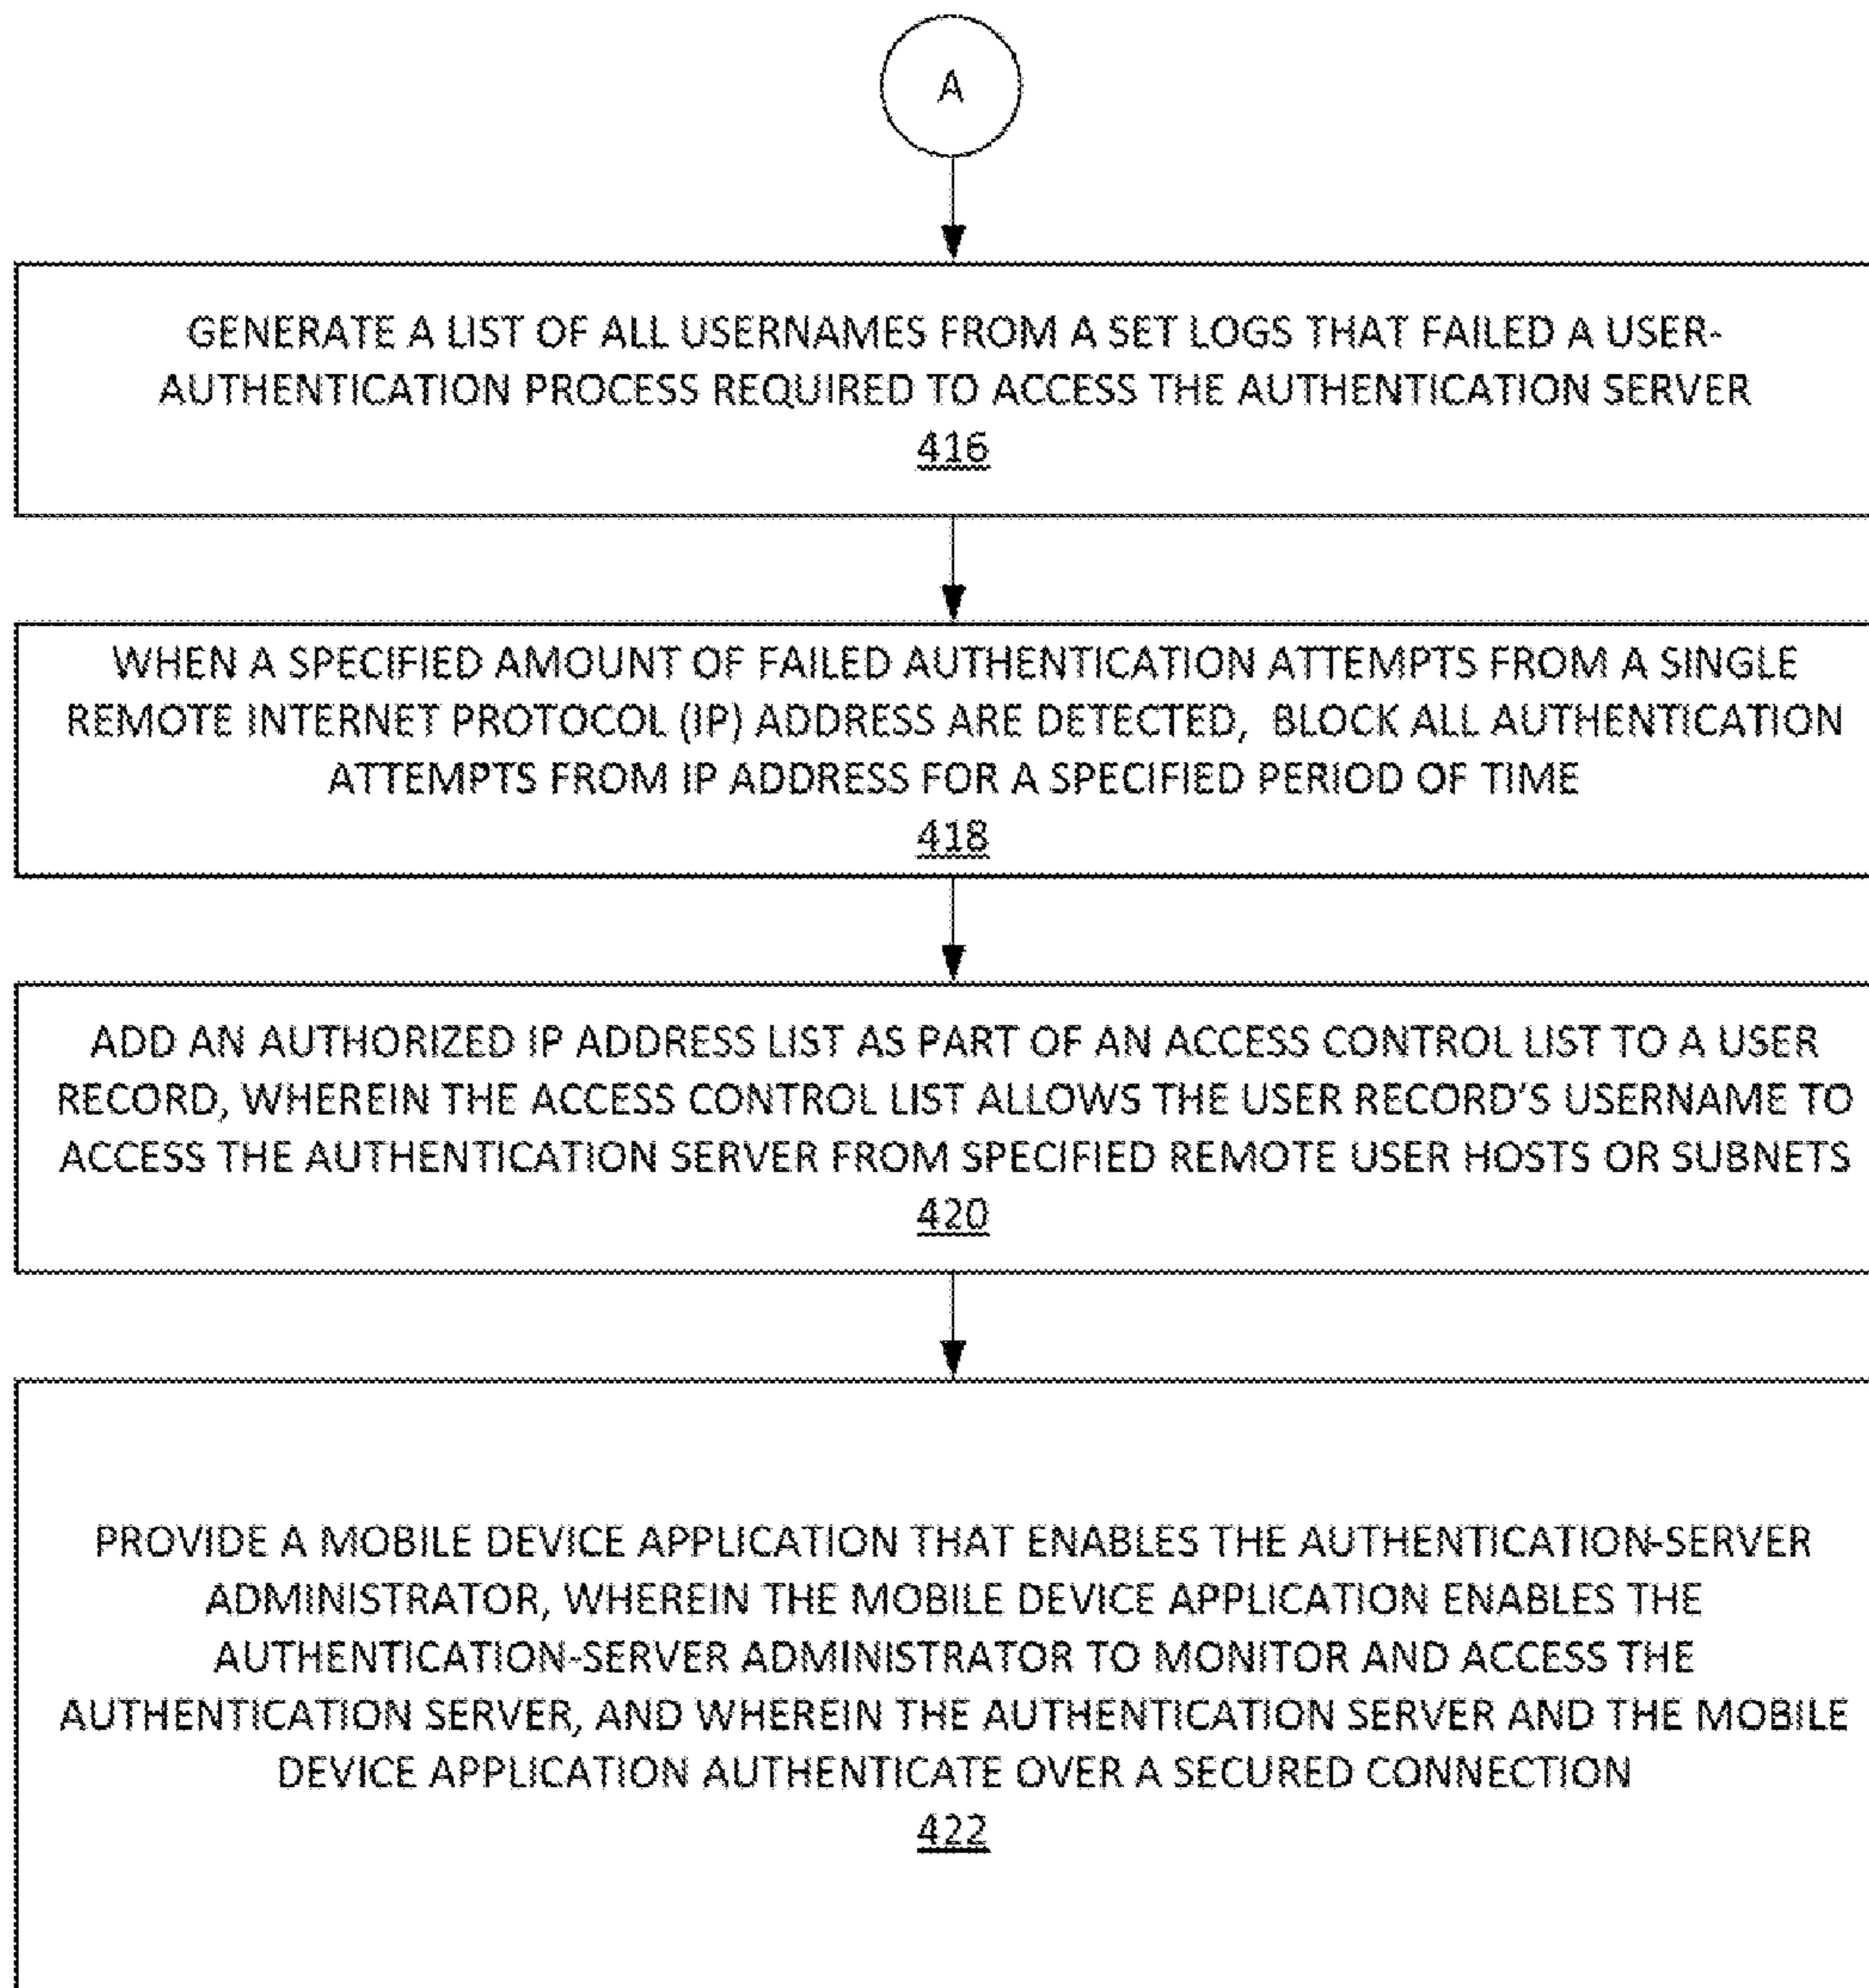 A
GENERATE A LIST OF ALL USERNAMES FROM A SET LOGS THAT FAILED A USER-
AUTHENTICATION PROCESS REQUIRED TO ACCESS THE AUTHENTICATION SERVER
416
WHEN A SPECIFIED AMOUNT OF FAILED AUTHENTICATION ATTEMPTS FROM A SINGLE
REMOTE INTERNET PROTOCOL (IP) ADDRESS ARE DETECTED, BLOCK ALL AUTHENTICATION
ATTEMPTS FROM IP ADDRESS FOR A SPECIFIED PERIOD OF TIME
418
ADD AN AUTHORIZED IP ADDRESS LIST AS PART OF AN ACCESS CONTROL LIST TO A USER
RECORD, WHEREIN THE ACCESS CONTROL LIST ALLOWS THE USER RECORD'S USERNAME TO
ACCESS THE AUTHENTICATION SERVER FROM SPECIFIED REMOTE USER HOSTS OR SUBNETS
420
PROVIDE A MOBILE DEVICE APPLICATION THAT ENABLES THE AUTHENTICATION-SERVER
ADMINISTRATOR, WHEREIN THE MOBILE DEVICE APPLICATION ENABLES THE
AUTHENTICATION-SERVER ADMINISTRATOR TO MONITOR AND ACCESS THE
AUTHENTICATION SERVER, AND WHEREIN THE AUTHENTICATION SERVER AND THE MOBILE
DEVICE APPLICATION AUTHENTICATE OVER A SECURED CONNECTION
422